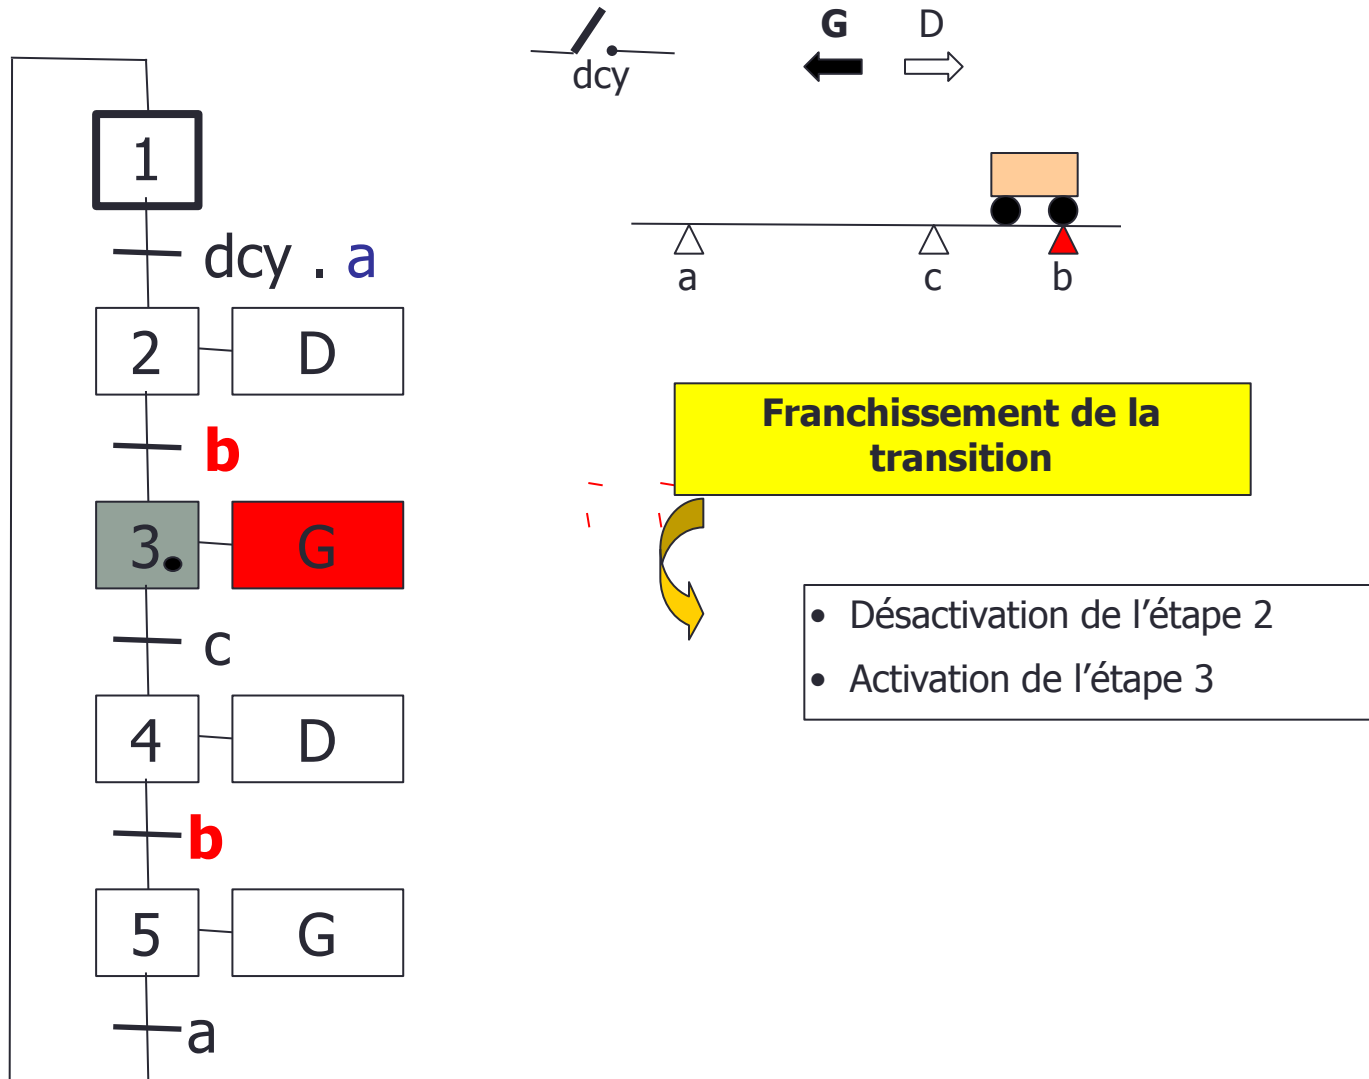 dcy
G D
1
dcy . a
a
c
b
2 D
b
Franchissement de la
transition
3 G
c
• Désactivation de l’étape 2
• Activation de l’étape 3
4 D
b
5 G
a